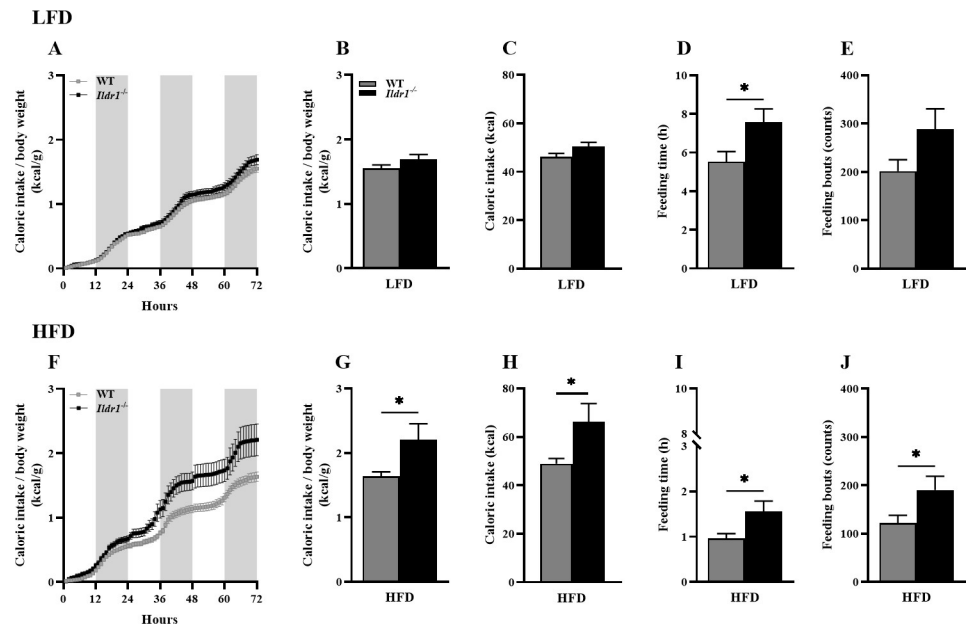 LFD
A
B
C
D
E
WT
Ildr1-/-
Caloric intake / body weight
(kcal/g)
3
2
1
0
0 12 24 36 48 60 72
Hours
WT
Ildr1-/-
Caloric intake / body weight
(kcal/g)
3
2
1
0
LFD
Caloric intake (kcal)
80
60
40
20
0
LFD
Feeding time (h)
10
8
6
4
2
0
*
LFD
Feeding bouts (counts)
400
300
200
100
0
LFD
HFD
F
G
H
I
J
WT
Ildr1-/-
Caloric intake / body weight
(kcal/g)
3
2
1
0
0 12 24 36 48 60 72
Hours
Caloric intake / body weight
(kcal/g)
3
2
1
0
*
HFD
Caloric intake (kcal)
80
60
40
20
0
*
HFD
Feeding time (h)
10
8
3
2
1
0
*
HFD
Feeding bouts (counts)
400
300
200
100
0
*
HFD